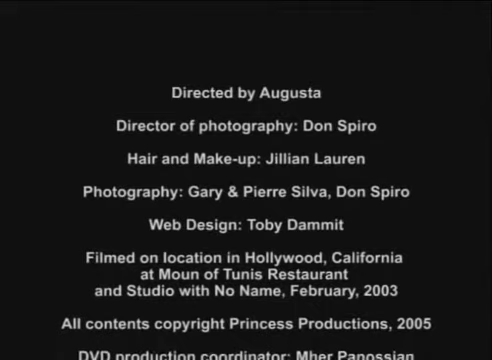 Directed by Augusta
Director of photography: Don Spiro
Hair and Make-up: Jillian Lauren
Photography: Gary & Pierre Silva, Don Spiro
Web Design: Toby Dammit
Filmed on location in Hollywood, California
at Moun of Tunis Restaurant
and Studio with No Name, February, 2003
All contents copyright Princess Productions, 2005
DVD production coordinator: Mher Panossian